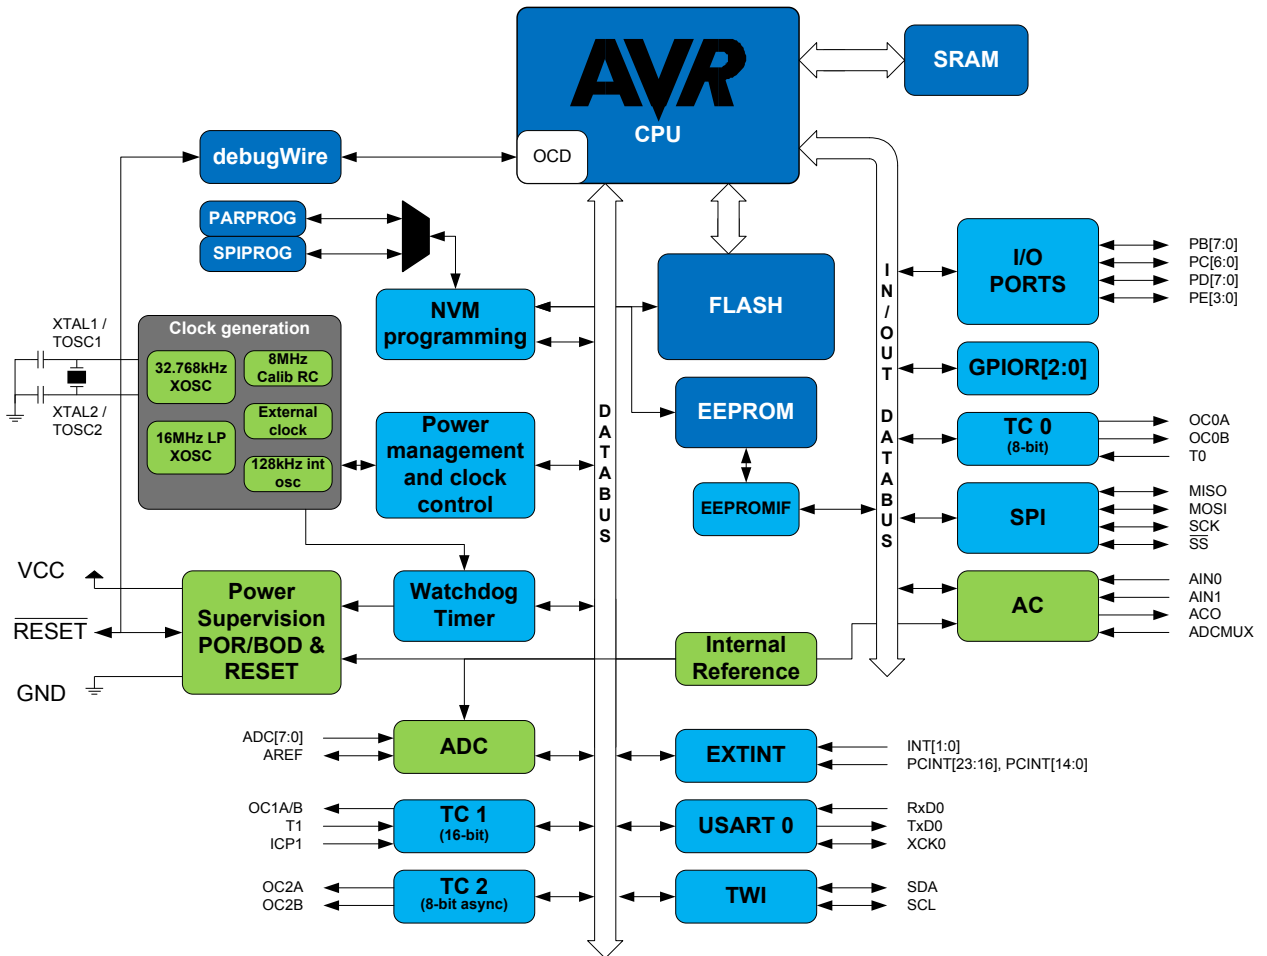 AVR
CPU
OCD
SRAM
debugWire
PARPROG
SPIPROG
NVM
programming
FLASH
I/O
PORTS
PB[7:0]
PC[6:0]
PD[7:0]
PE[3:0]
XTAL1 /
TOSC1
XTAL2 /
TOSC2
Clock generation
32.768kHz
XOSC
8MHz
Calib RC
External
clock
16MHz LP
XOSC
128kHz int
osc
Power
management
and clock
control
DATABUS
EEPROM
EEPROMIF
IN/OUT DATABUS
GPIOR[2:0]
TC 0
(8-bit)
OC0A
OC0B
T0
SPI
MISO
MOSI
SCK
SS
AC
AIN0
AIN1
ACO
ADCMUX
VCC
RESET
GND
Power
Supervision
POR/BOD &
RESET
Watchdog
Timer
Internal
Reference
ADC[7:0]
AREF
ADC
EXTINT
INT[1:0]
PCINT[23:16], PCINT[14:0]
OC1A/B
T1
ICP1
TC 1
(16-bit)
USART 0
RxD0
TxD0
XCK0
OC2A
OC2B
TC 2
(8-bit async)
TWI
SDA
SCL